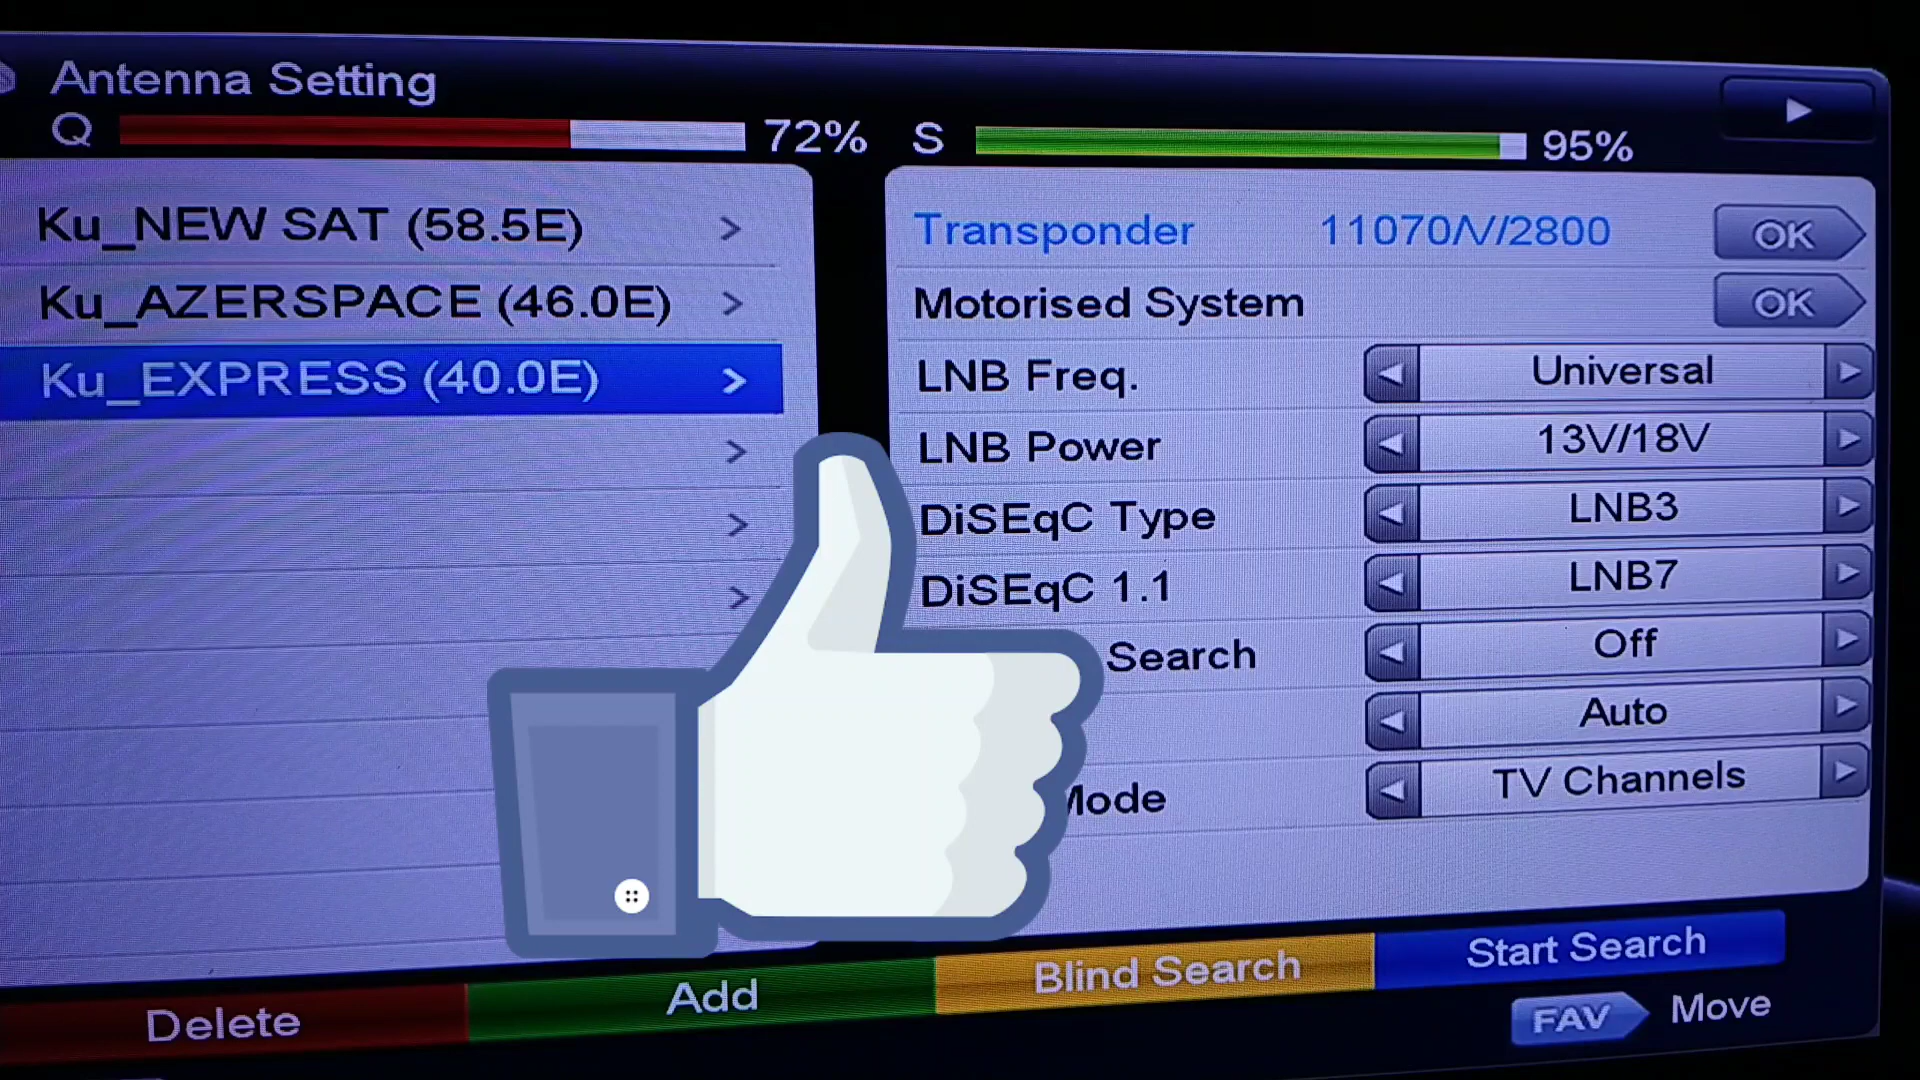 Antenna Setting
Q 72% S 95%
Ku_NEW SAT (58.5E) >
Ku_AZERSPACE (46.0E) >
Ku_EXPRESS (40.0E) >
Transponder 11070/V/2800 OK
Motorised System OK
LNB Freq. Universal
LNB Power 13V/18V
DiSEqC Type LNB3
DiSEqC 1.1 LNB7
Search Off
Auto
Mode TV Channels
Delete Add Blind Search Start Search
FAV Move